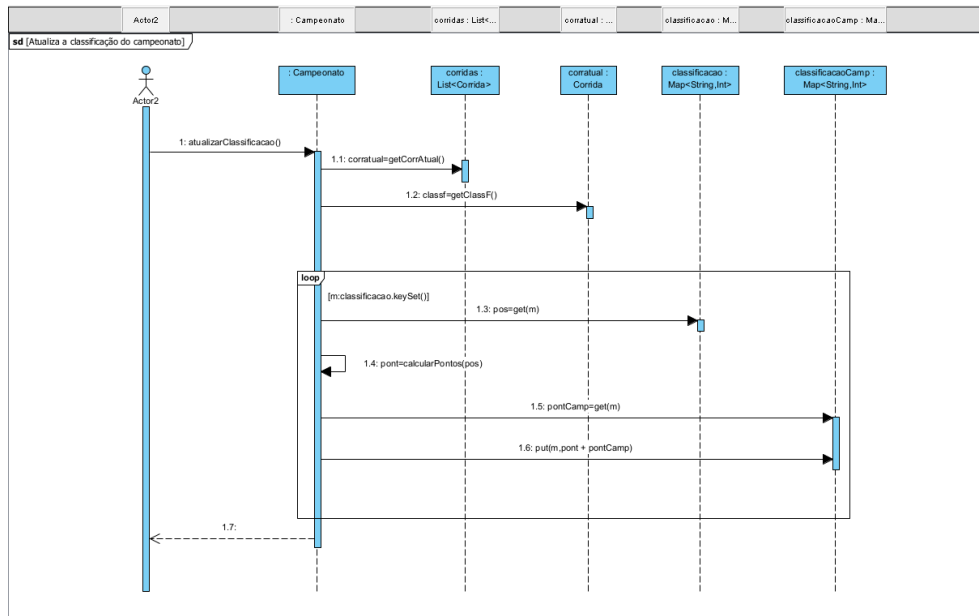 Actor2
: Campeonato
corridas : List<...
corratual : ...
classificacao : M...
classificacaoCamp : Ma...
sd [Atualiza a classificação do campeonato]
Actor2
: Campeonato
corridas :
List<Corrida>
corratual :
Corrida
classificacao :
Map<String,Int>
classificacaoCamp :
Map<String,Int>
1: atualizarClassificacao()
1.1: corratual=getCorrAtual()
1.2: classf=getClassF()
loop
[m:classificacao.keySet()]
1.3: pos=get(m)
1.4: pont=calcularPontos(pos)
1.5: pontCamp=get(m)
1.6: put(m,pont + pontCamp)
1.7: